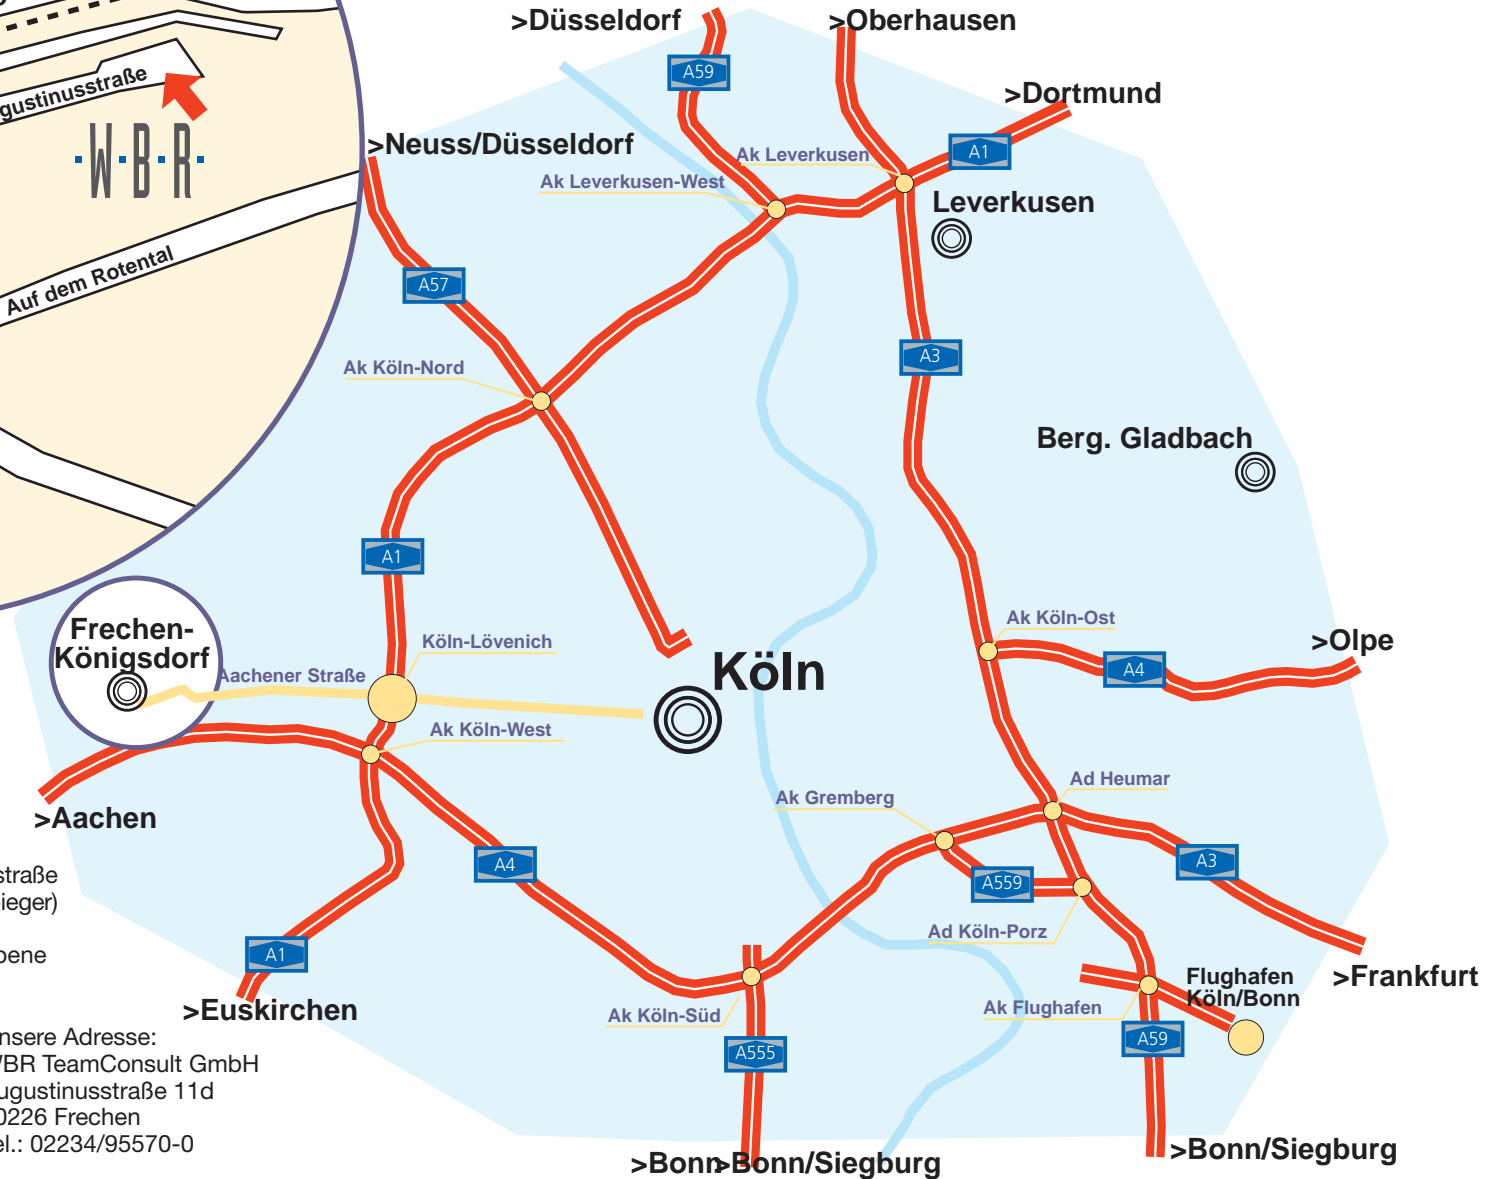 >Düsseldorf
>Oberhausen
A59
>Dortmund
gustinusstraße
W·B·R
>Neuss/Düsseldorf
Ak Leverkusen
A1
Ak Leverkusen-West
Leverkusen
Auf dem Rotental
A57
A3
Ak Köln-Nord
Berg. Gladbach
A1
Frechen-
Königsdorf
Köln-Lövenich
Aachener Straße
Ak Köln-Ost
>Olpe
A4
Köln
Ak Köln-West
Ad Heumar
Ak Gremberg
>Aachen
A4
A3
A559
straße
ieger)
Ad Köln-Porz
bene
A1
>Euskirchen
Ak Köln-Süd
Ak Flughafen
Flughafen
Köln/Bonn
>Frankfurt
A555
A59
nsere Adresse:
WBR TeamConsult GmbH
ugustinusstraße 11d
0226 Frechen
el.: 02234/95570-0
>Bonn
>Bonn/Siegburg
>Bonn/Siegburg